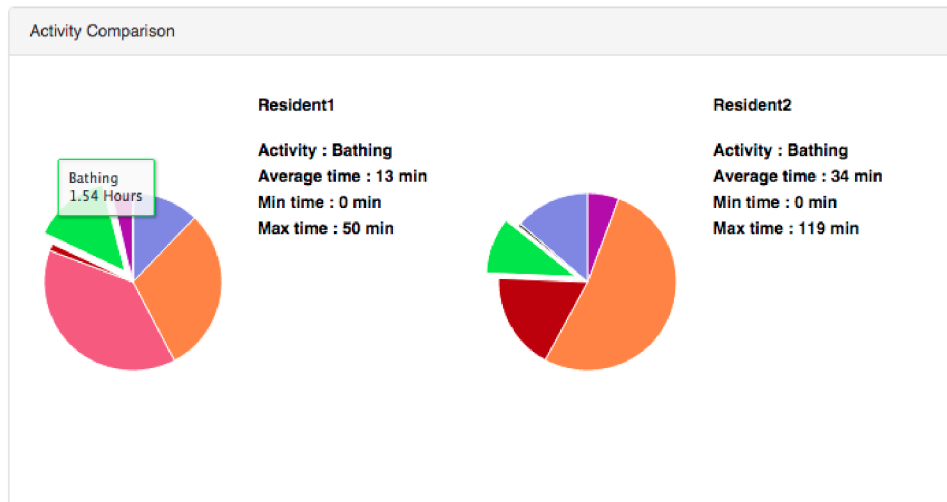 Activity Comparison
Resident1
Activity : Bathing
Average time : 13 min
Min time : 0 min
Max time : 50 min
Bathing
1.54 Hours
Resident2
Activity : Bathing
Average time : 34 min
Min time : 0 min
Max time : 119 min